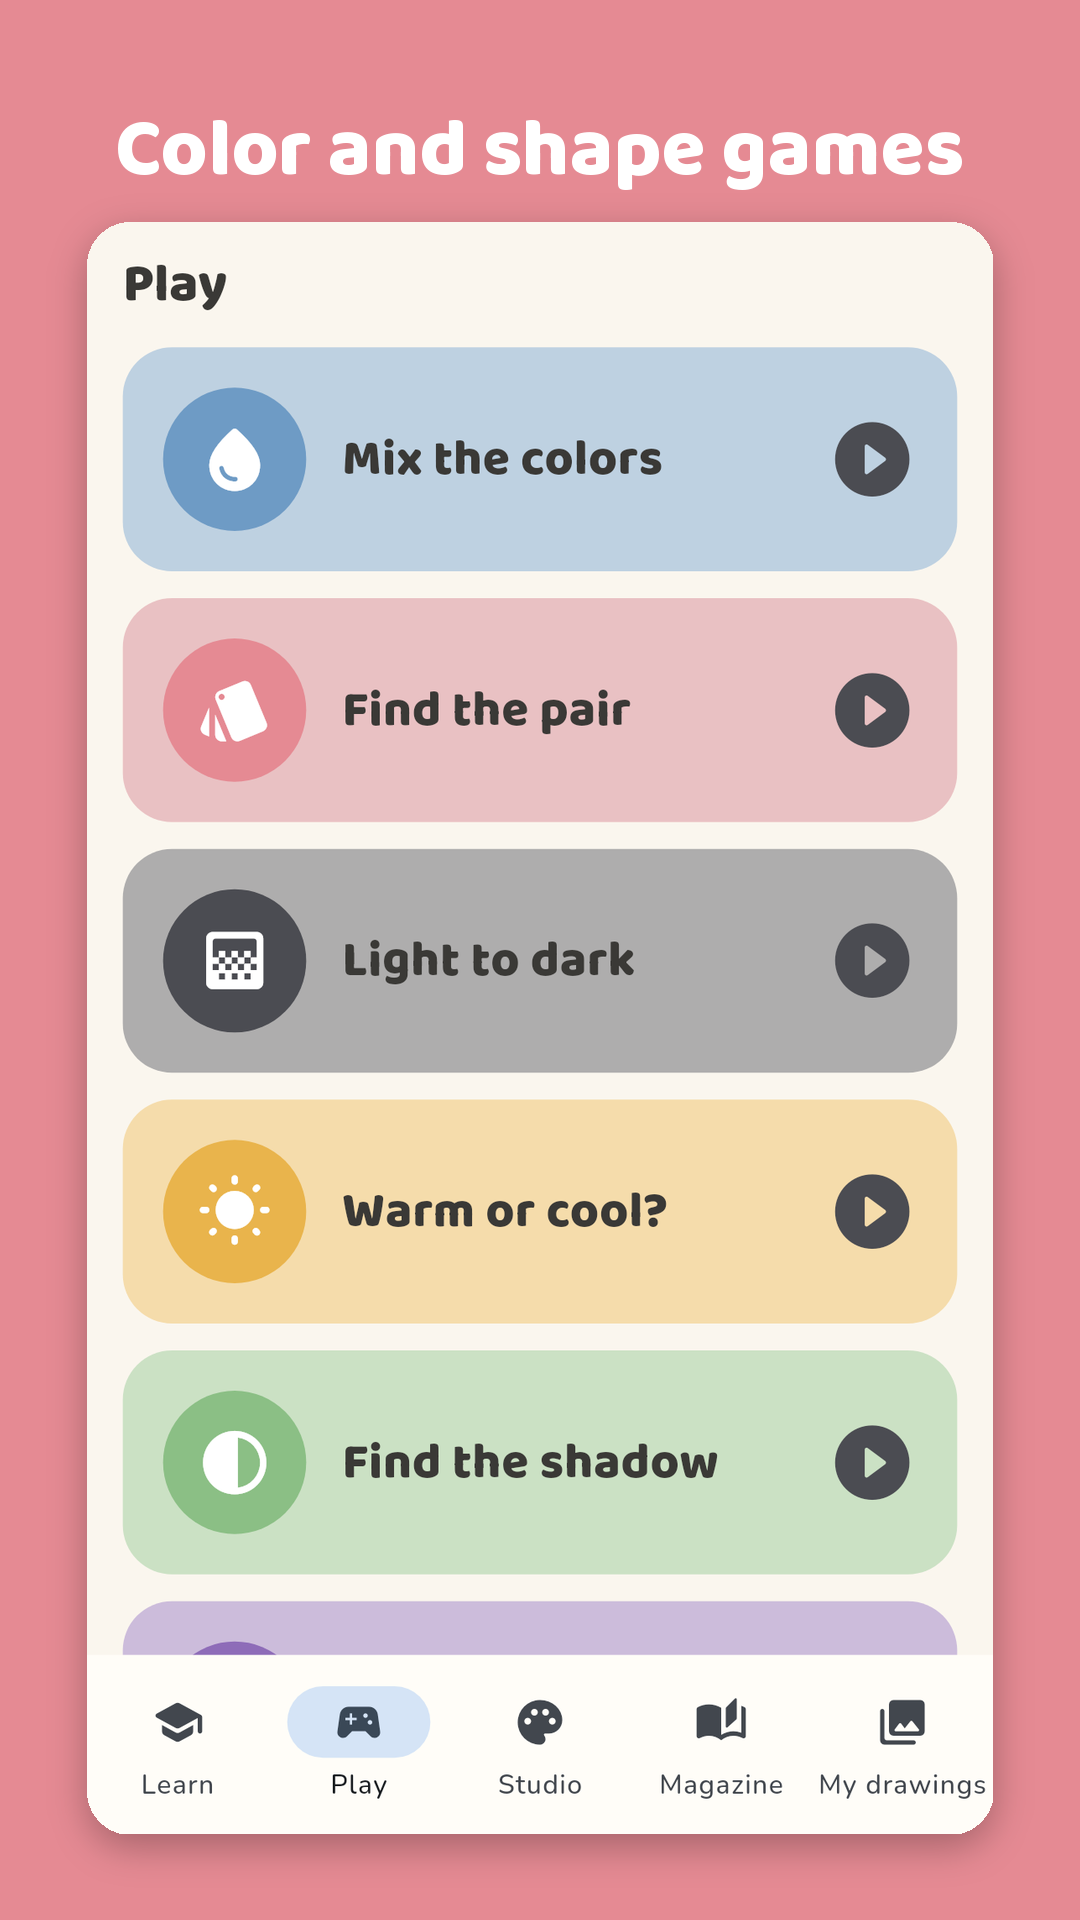 Color and shape games
Play
Mix the colors
Find the pair
Light to dark
Warm or cool?
Find the shadow
Learn
Play
Studio
Magazine
My drawings